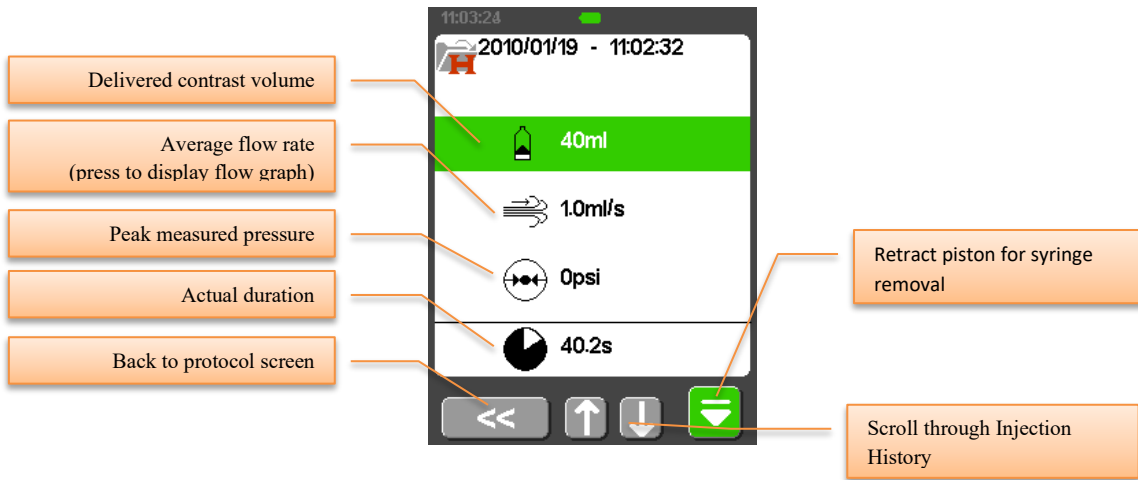 11:03:24
2010/01/19 - 11:02:32
H
Delivered contrast volume
40ml
Average flow rate
(press to display flow graph)
1.0ml/s
Peak measured pressure
0psi
Retract piston for syringe
removal
Actual duration
40.2s
Back to protocol screen
<<
Scroll through Injection
History